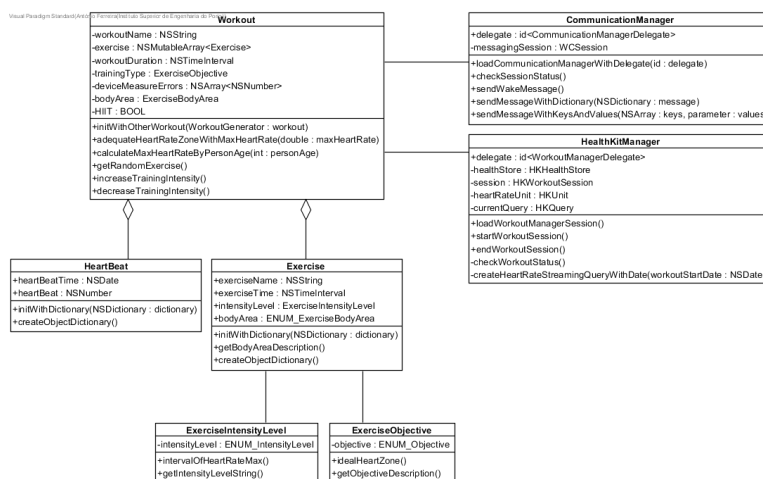 Visual Paradigm Standard(António Ferreira(Instituto Superior de Engenharia do Po
Workout
-workoutName : NSString
-exercise : NSMutableArray<Exercise>
-workoutDuration : NSTimeInterval
-trainingType : ExerciseObjective
-deviceMeasureErrors : NSArray<NSNumber>
-bodyArea : ExerciseBodyArea
-HIIT : BOOL
+initWithOtherWorkout(WorkoutGenerator : workout)
+adequateHeartRateZoneWithMaxHeartRate(double : maxHeartRate)
+calculateMaxHeartRateByPersonAge(int : personAge)
+getRandomExercise()
+increaseTrainingIntensity()
+decreaseTrainingIntensity()
CommunicationManager
+delegate : id<CommunicationManagerDelegate>
-messagingSession : WCSession
+loadCommunicationManagerWithDelegate(id : delegate)
+checkSessionStatus()
+sendWakeMessage()
+sendMessageWithDictionary(NSDictionary : message)
+sendMessageWithKeysAndValues(NSArray : keys, parameter : values
HealthKitManager
+delegate : id<WorkoutManagerDelegate>
-healthStore : HKHealthStore
-session : HKWorkoutSession
-heartRateUnit : HKUnit
-currentQuery : HKQuery
+loadWorkoutManagerSession()
+startWorkoutSession()
+endWorkoutSession()
-checkWorkoutStatus()
-createHeartRateStreamingQueryWithDate(workoutStartDate : NSDate
HeartBeat
+heartBeatTime : NSDate
+heartBeat : NSNumber
+initWithDictionary(NSDictionary : dictionary)
+createObjectDictionary()
Exercise
+exerciseName : NSString
+exerciseTime : NSTimeInterval
+intensityLevel : ExerciseIntensityLevel
+bodyArea : ENUM_ExerciseBodyArea
+initWithDictionary(NSDictionary : dictionary)
+getBodyAreaDescription()
+createObjectDictionary()
ExerciseIntensityLevel
-intensityLevel : ENUM_IntensityLevel
+intervalOfHeartRateMax()
+getIntensityLevelString()
ExerciseObjective
-objective : ENUM_Objective
+idealHeartZone()
+getObjectiveDescription()